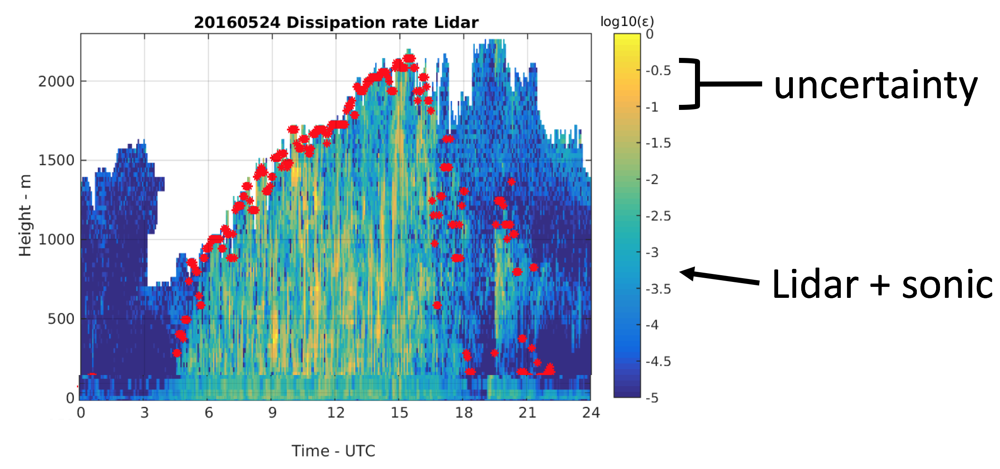 20160524 Dissipation rate Lidar
log10(ε)
0
-0.5
-1
-1.5
-2
-2.5
-3
-3.5
-4
-4.5
-5
uncertainty
Lidar + sonic
Height - m
2000
1500
1000
500
0
0 3 6 9 12 15 18 21 24
Time - UTC